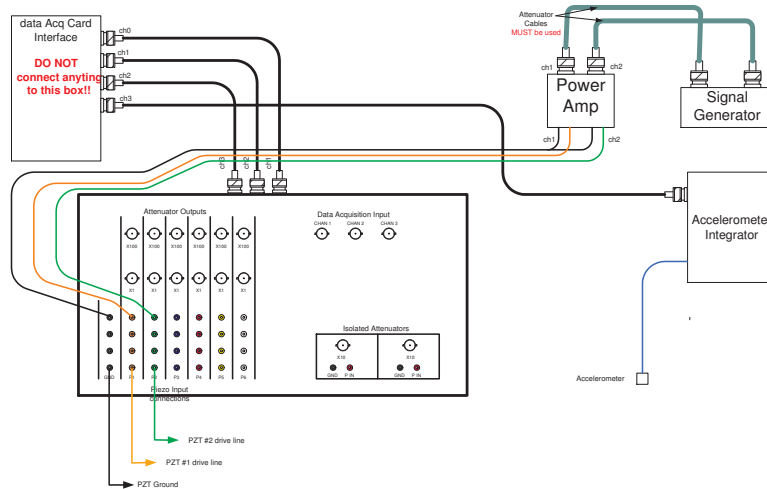 data Acq Card
Interface
DO NOT
connect anyting
to this box!!
ch0
ch1
ch2
ch3
Attenuator
Cables
MUST be used
ch1
ch2
Power
Amp
ch1
ch2
Signal
Generator
ch3
ch2
ch1
Accelerometer
Integrator
Attenuator Outputs
Data Acquisition Input
CHAN 1
CHAN 2
CHAN 3
X100
X100
X100
X100
X100
X100
X1
X1
X1
X1
X1
X1
Isolated Attenuators
X10
X10
GND
P IN
GND
P IN
GND
P1
P2
P3
P4
P5
P6
Piezo Input
connections
Accelerometer
PZT #2 drive line
PZT #1 drive line
PZT Ground